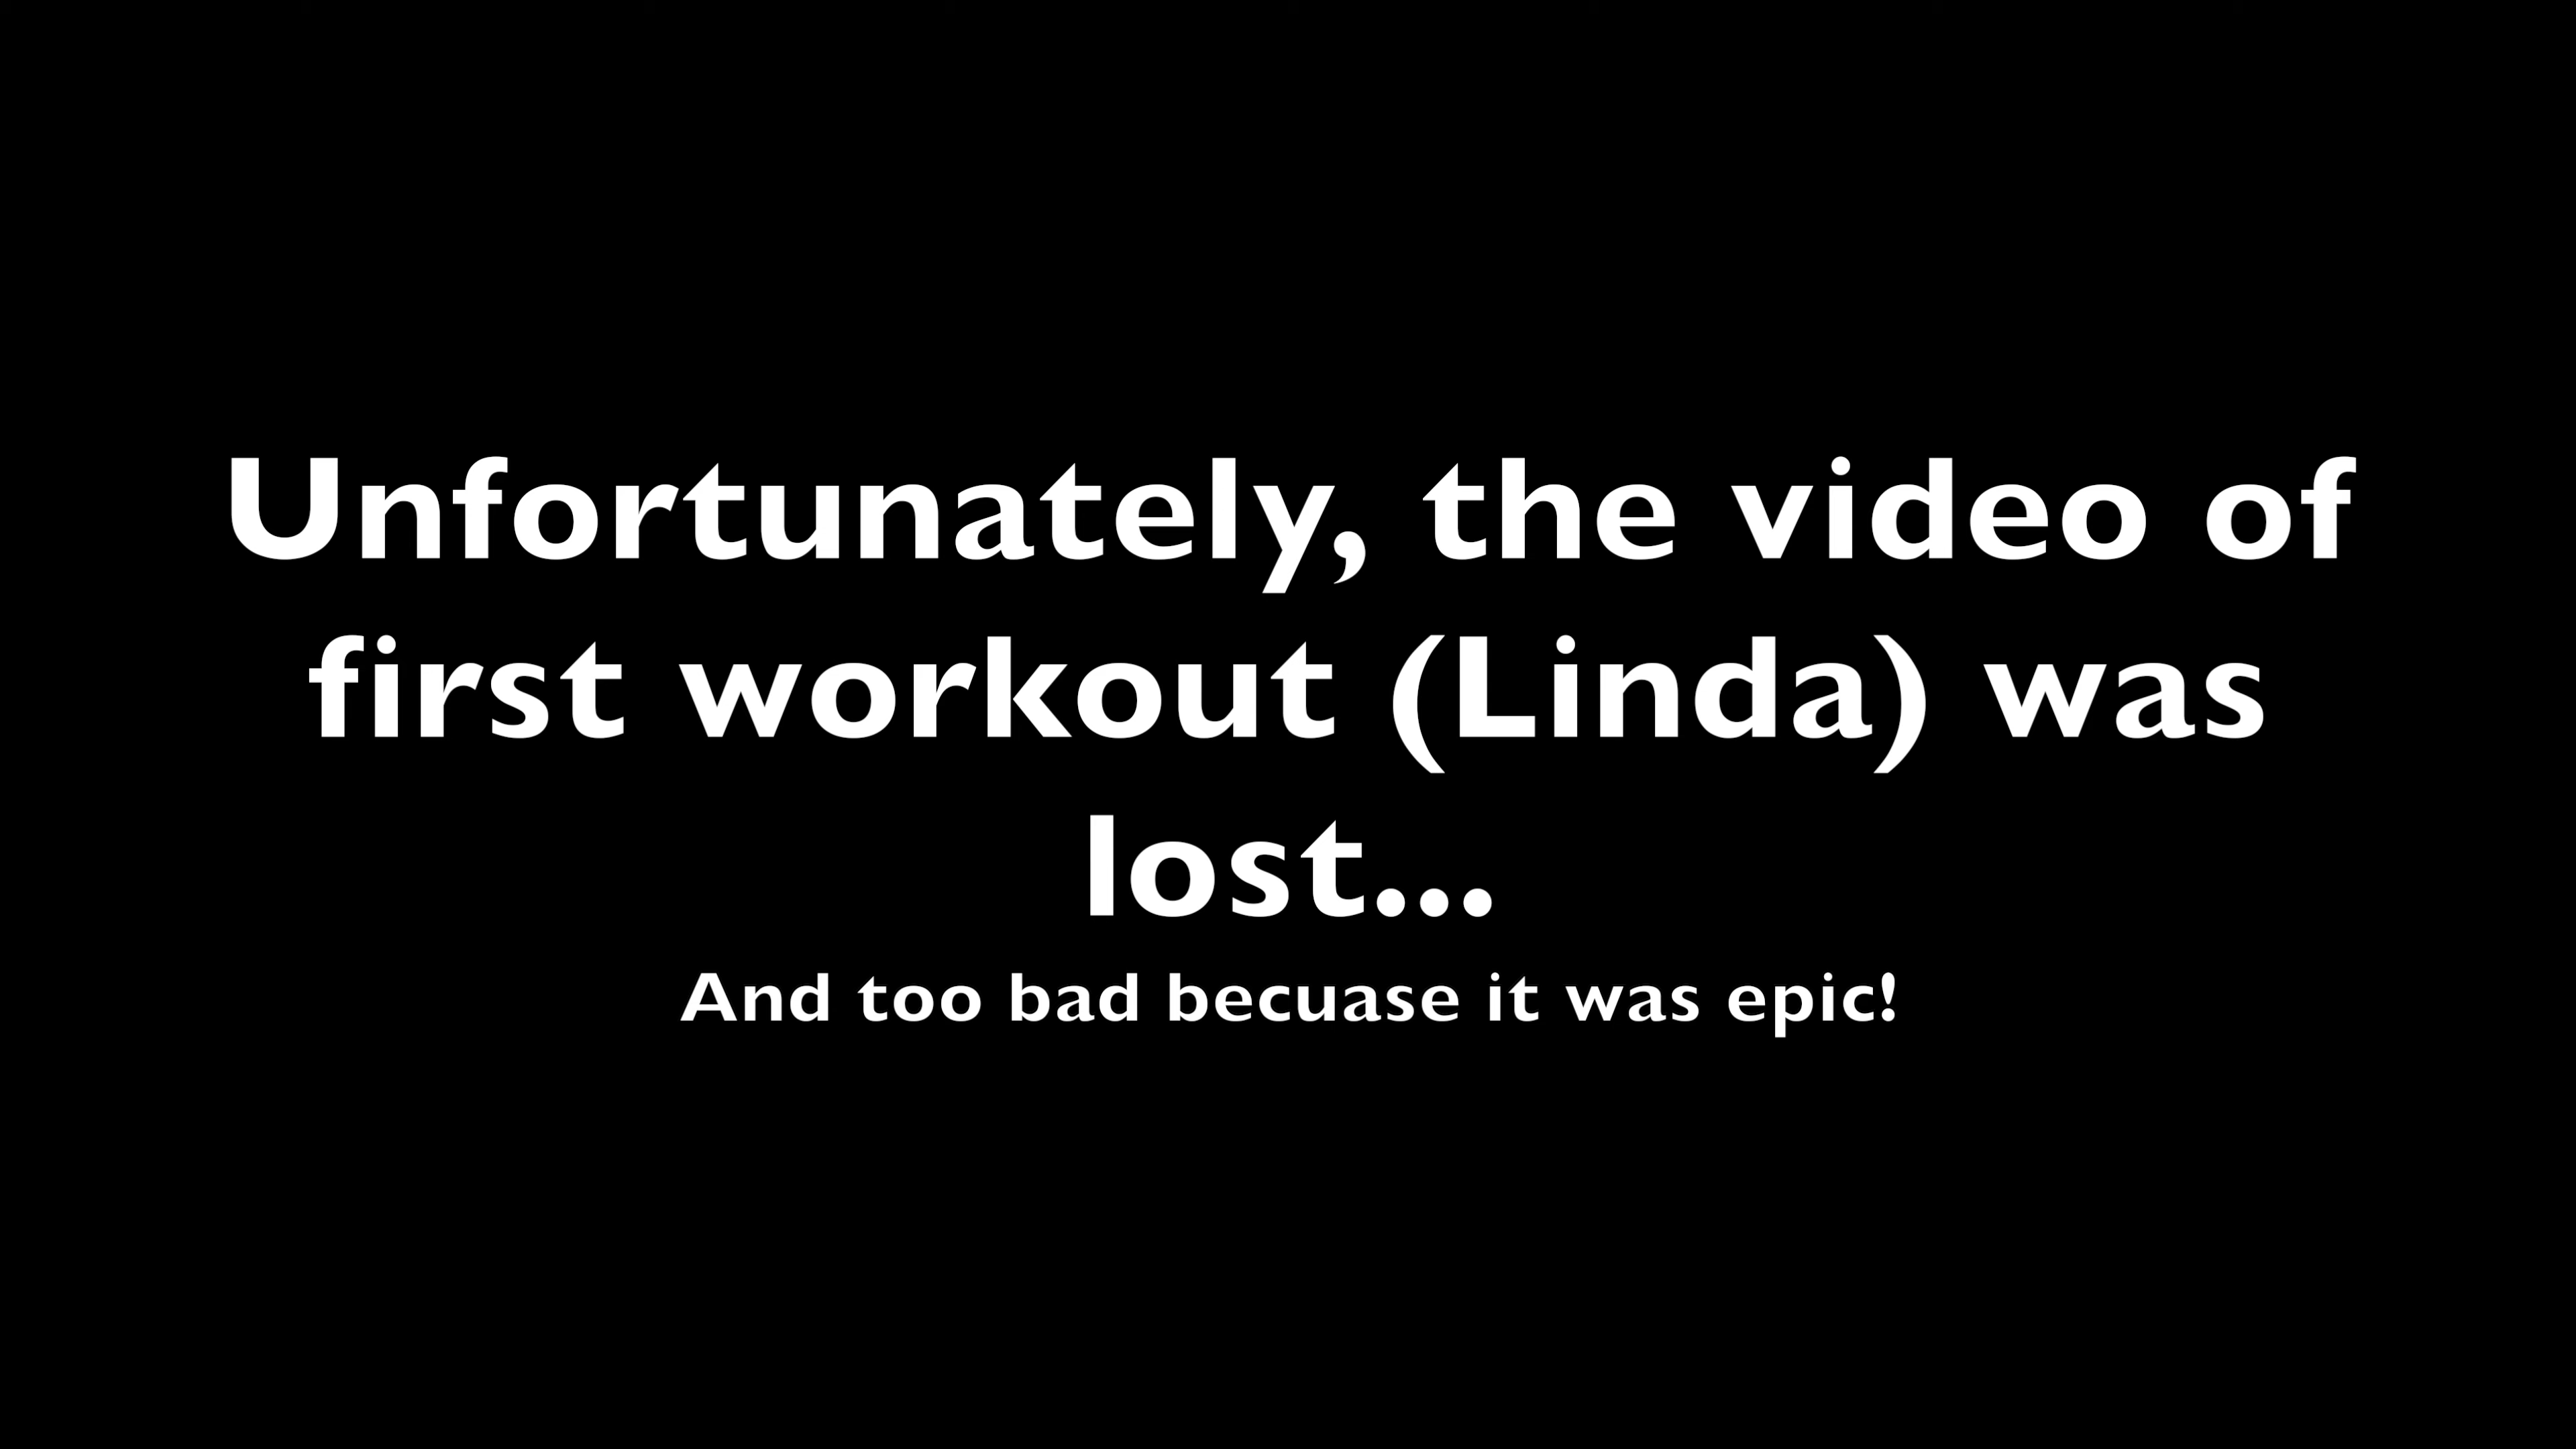 Unfortunately, the video of
first workout (Linda) was
lost...
And too bad becuase it was epic!